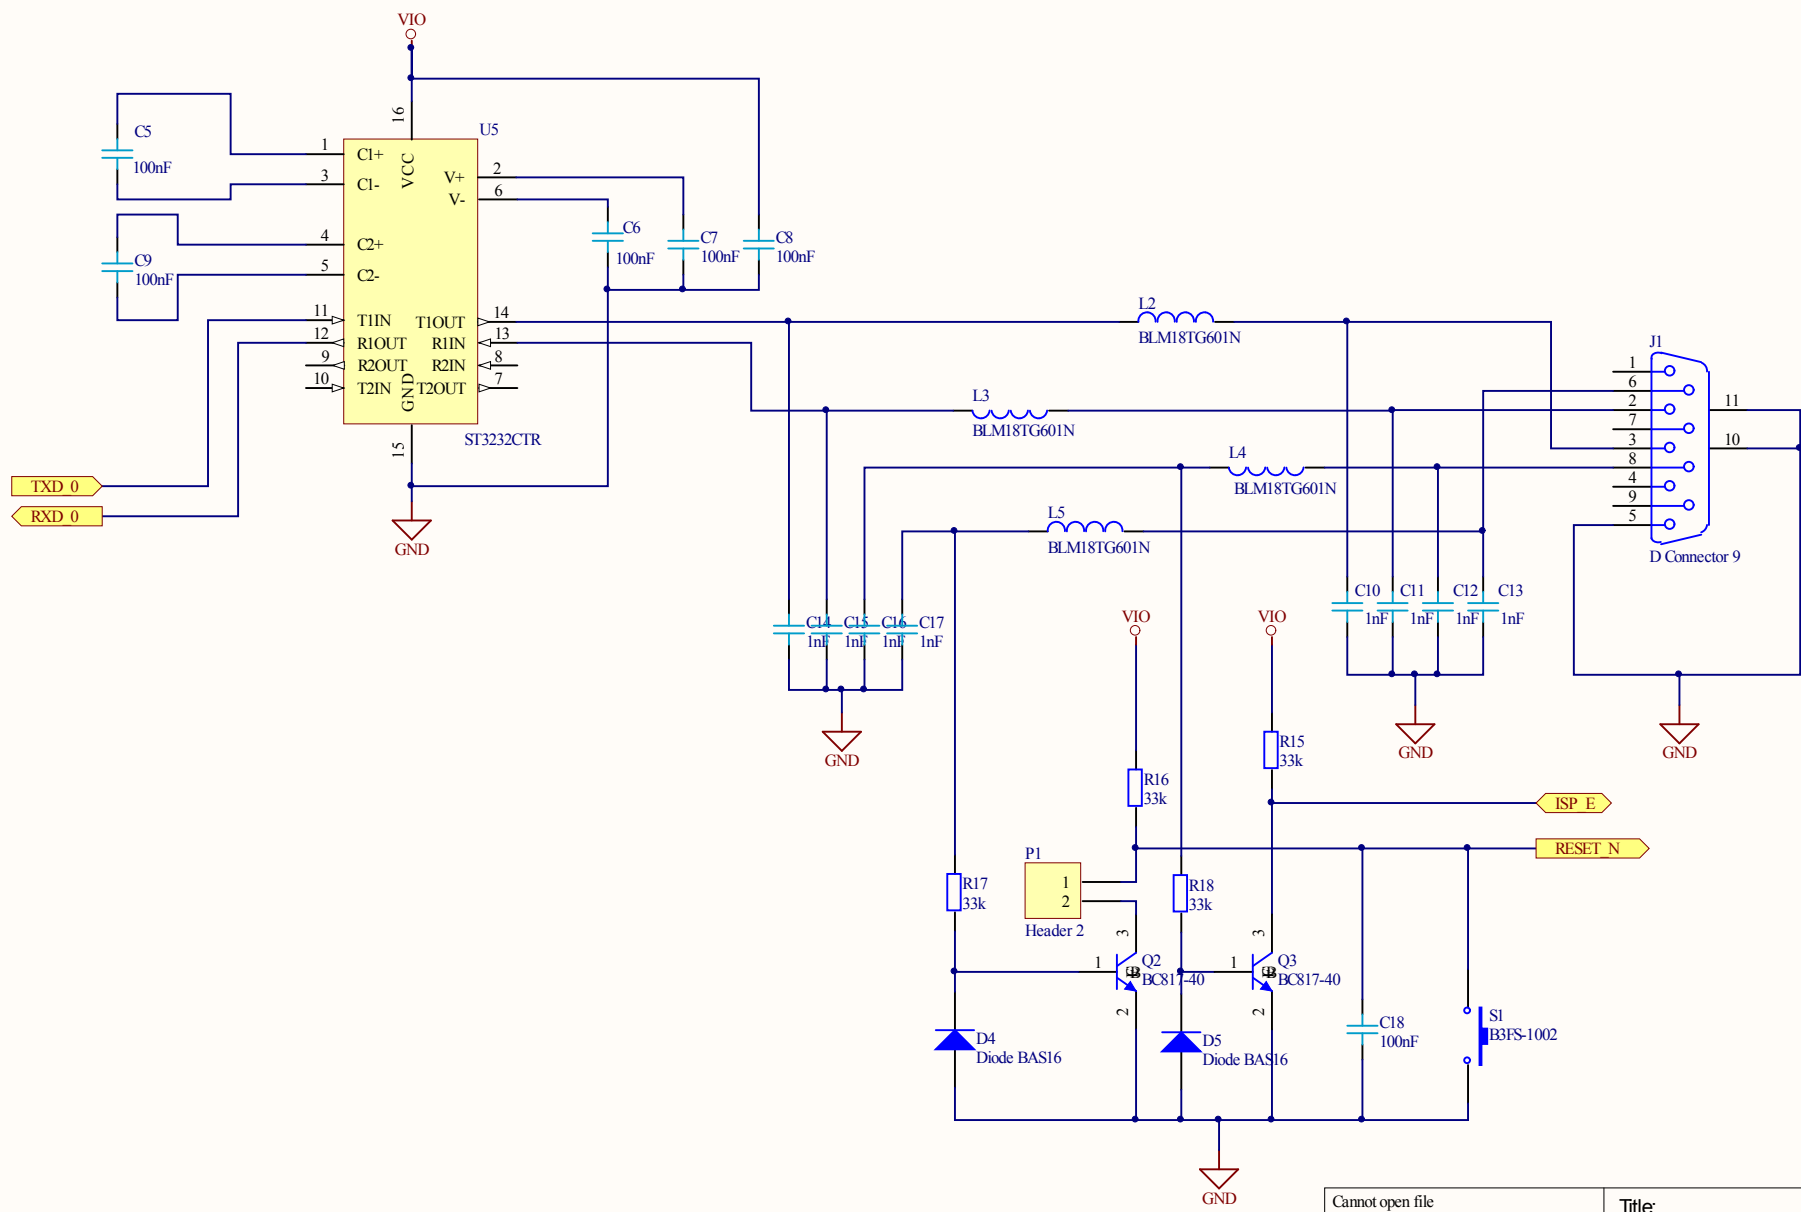 VIO
16
C5
100nF
U5
1
C1+
VCC
3
C1-
V+
2
V-
6
C9
100nF
4
C2+
5
C2-
C6
100nF
C7
100nF
C8
100nF
11
T1IN
T1OUT
14
12
R1OUT
R1IN
13
9
R2OUT
R2IN
8
10
T2IN
T2OUT
7
GND
15
ST3232CTR
TXD_0
RXD_0
GND
L2
BLM18TG601N
L3
BLM18TG601N
L4
BLM18TG601N
L5
BLM18TG601N
J1
1
6
2
7
3
8
4
9
5
11
10
D Connector 9
C14
1nF
C15
1nF
C16
1nF
C17
1nF
GND
C10
1nF
C11
1nF
C12
1nF
C13
1nF
GND
GND
VIO
VIO
R16
33k
R15
33k
ISP_E
RESET_N
P1
1
2
Header 2
R17
33k
R18
33k
3
1
Q2
BC817-40
2
3
1
Q3
BC817-40
2
D4
Diode BAS16
D5
Diode BAS16
C18
100nF
S1
B3FS-1002
GND
Cannot open file
Title: